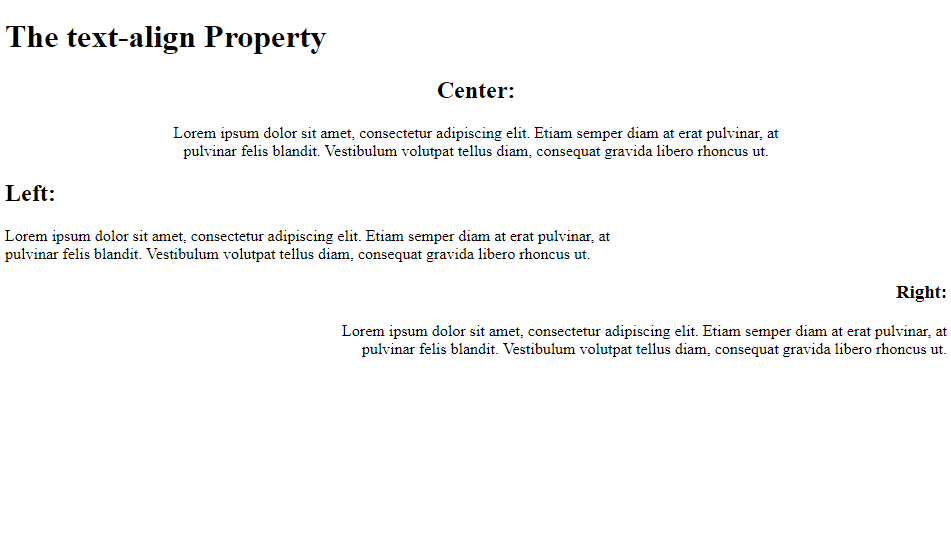 The text-align Property
Center:
Lorem ipsum dolor sit amet, consectetur adipiscing elit. Etiam semper diam at erat pulvinar, at
pulvinar felis blandit. Vestibulum volutpat tellus diam, consequat gravida libero rhoncus ut.
Left:
Lorem ipsum dolor sit amet, consectetur adipiscing elit. Etiam semper diam at erat pulvinar, at
pulvinar felis blandit. Vestibulum volutpat tellus diam, consequat gravida libero rhoncus ut.
Right:
Lorem ipsum dolor sit amet, consectetur adipiscing elit. Etiam semper diam at erat pulvinar, at
pulvinar felis blandit. Vestibulum volutpat tellus diam, consequat gravida libero rhoncus ut.